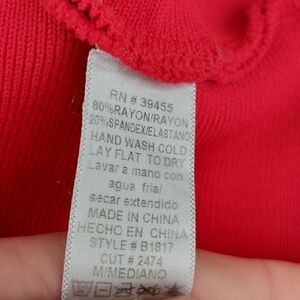 RN # 39455
80%RAYON/RAYON
20%SPANDEX/ELASTANO
HAND WASH COLD
LAY FLAT TO DRY
Lavar a mano con
agua fria/
secar extendido
MADE IN CHINA
HECHO EN CHINA
STYLE # B1817
CUT # 2474
M/MEDIANO